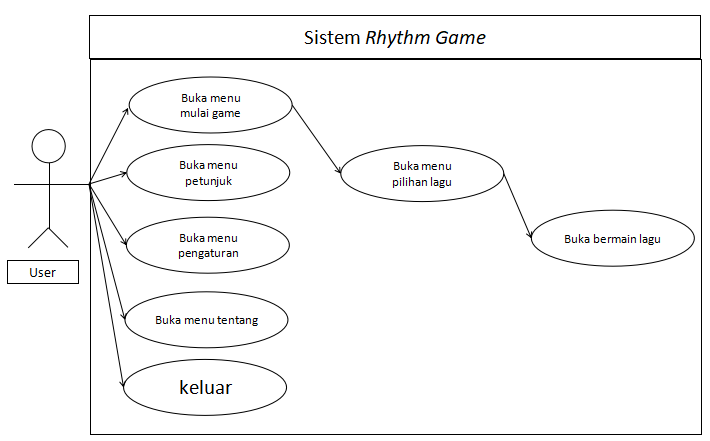 Sistem Rhythm Game
Buka menu
mulai game
Buka menu
petunjuk
Buka menu
pilihan lagu
Buka menu
pengaturan
Buka bermain lagu
User
Buka menu tentang
keluar